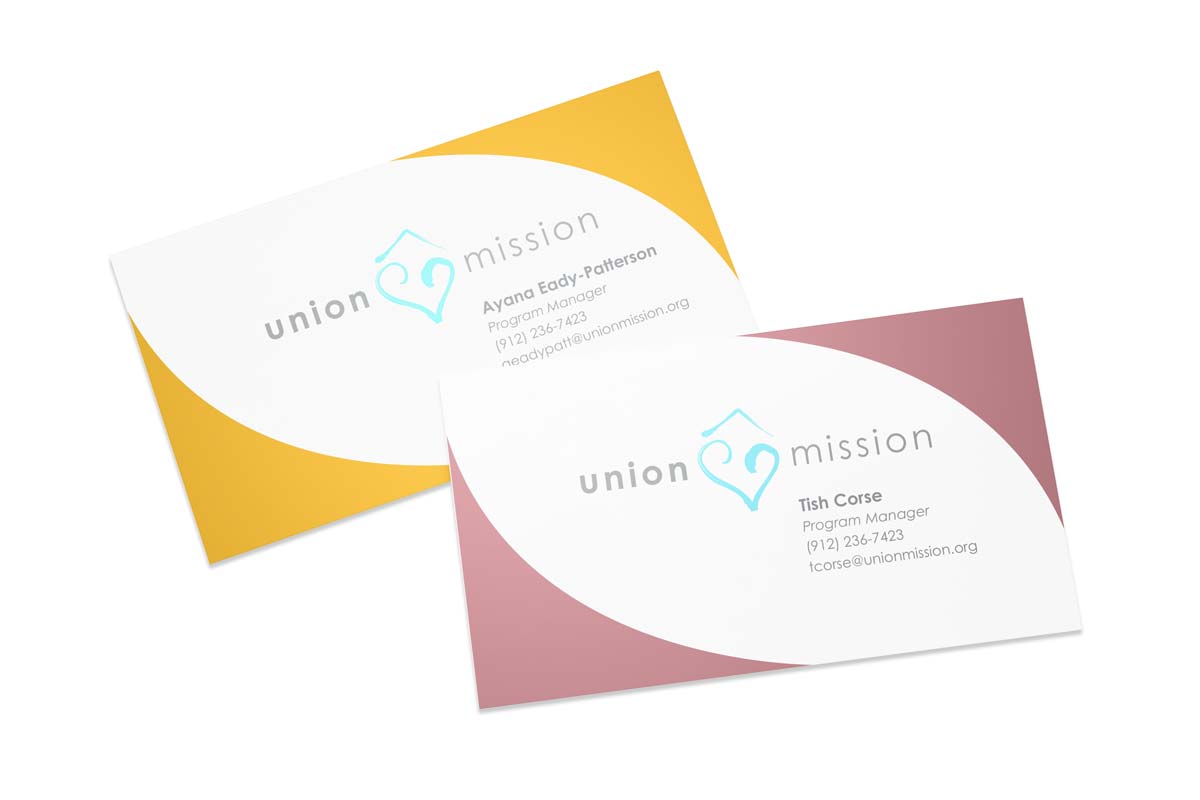 union mission
Ayana Eady-Patterson
Program Manager
(912) 236-7423
aeadypatt@unionmission.org
union mission
Tish Corse
Program Manager
(912) 236-7423
tcorse@unionmission.org